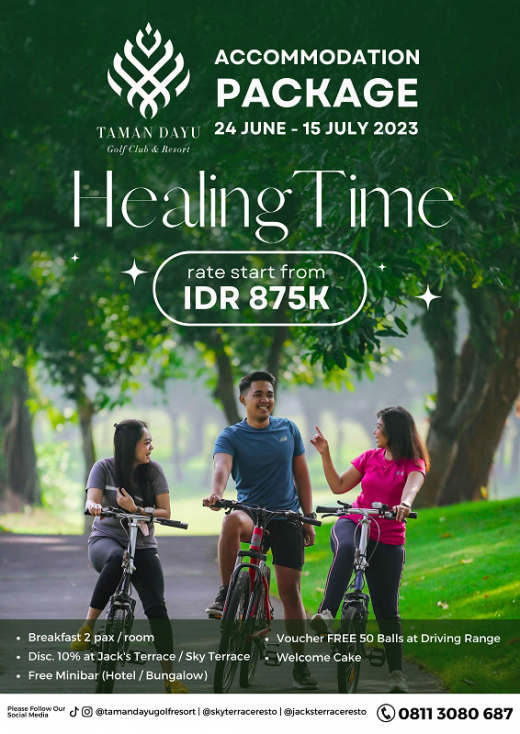 TAMAN DAYU
Golf Club & Resort
ACCOMMODATION
PACKAGE
24 JUNE - 15 JULY 2023
Healing Time
rate start from
IDR 875K
• Breakfast 2 pax / room
• Disc. 10% at Jack's Terrace / Sky Terrace
• Free Minibar (Hotel / Bungalow)
• Voucher FREE 50 Balls at Driving Range
• Welcome Cake
Please Follow Our
Social Media
@tamandayugolfresort | @skyterraceresto | @jacksterraceresto
0811 3080 687